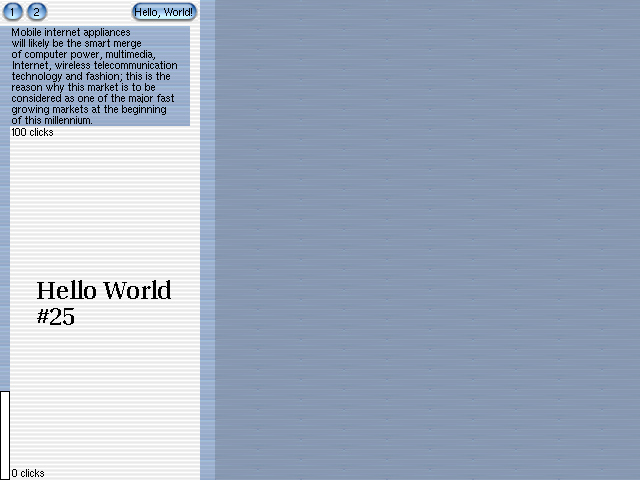 1 2 Hello, World!
Mobile internet appliances
will likely be the smart merge
of computer power, multimedia,
Internet, wireless telecommunication
technology and fashion; this is the
reason why this market is to be
considered as one of the major fast
growing markets at the beginning
of this millennium.
100 clicks
Hello World
#25
0 clicks